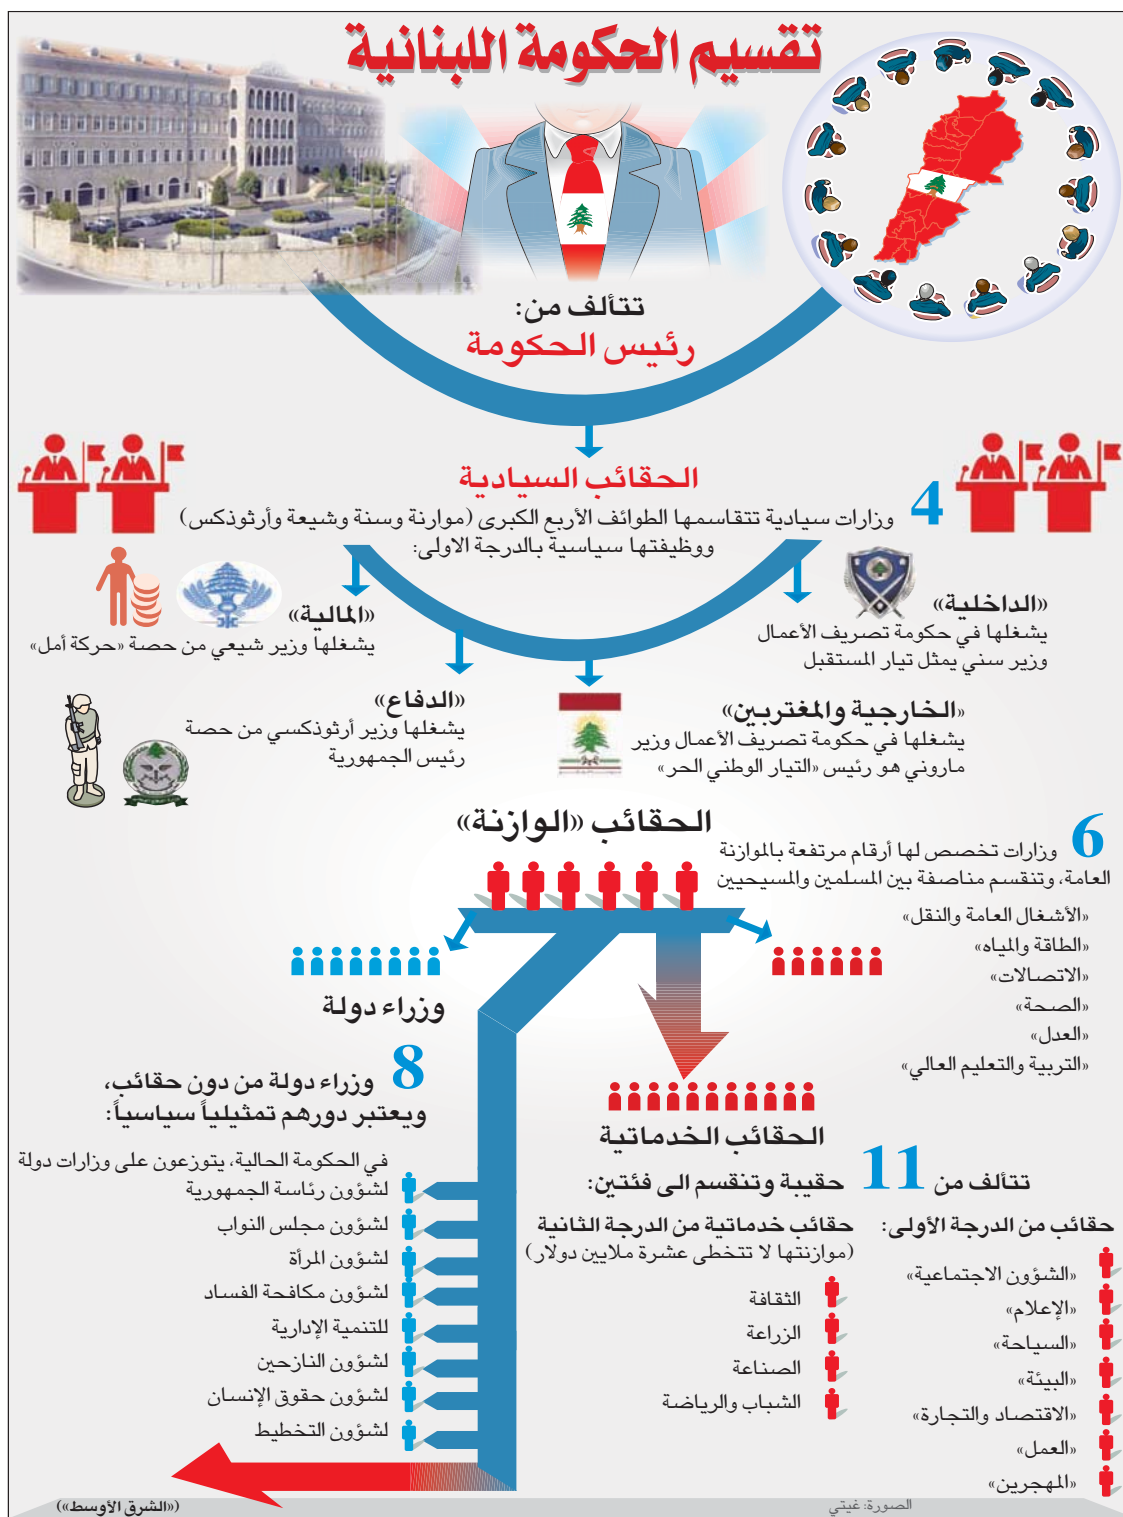 تقسيم الحكومة اللبنانية
تتألف من:
رئيس الحكومة
الحقائب السيادية
4 وزارات سيادية تتقاسمها الطوائف الأربع الكبرى (موارنة وسنة وشيعة وأرثوذكس)
ووظيفتها سياسية بالدرجة الاولى:
«الداخلية»
يشغلها في حكومة تصريف الأعمال
وزير سني يمثل تيار المستقبل
«المالية»
يشغلها وزير شيعي من حصة «حركة أمل»
«الخارجية والمغتربين»
يشغلها في حكومة تصريف الأعمال وزير
ماروني هو رئيس «التيار الوطني الحر»
«الدفاع»
يشغلها وزير أرثوذكسي من حصة
رئيس الجمهورية
الحقائب «الوازنة»
6 وزارات تخصص لها أرقام مرتفعة بالموازنة
العامة، وتنقسم مناصفة بين المسلمين والمسيحيين
«الأشغال العامة والنقل»
«الطاقة والمياه»
«الاتصالات»
«الصحة»
«العدل»
«التربية والتعليم العالي»
الحقائب الخدماتية
تتألف من 11 حقيبة وتنقسم الى فئتين:
حقائب من الدرجة الأولى:
«الشؤون الاجتماعية»
«الإعلام»
«السياحة»
«البيئة»
«الاقتصاد والتجارة»
«العمل»
«المهجرين»
حقائب خدماتية من الدرجة الثانية
(موازنتها لا تتخطى عشرة ملايين دولار)
الثقافة
الزراعة
الصناعة
الشباب والرياضة
وزراء دولة
8 وزراء دولة من دون حقائب،
ويعتبر دورهم تمثيلياً سياسياً:
في الحكومة الحالية، يتوزعون على وزارات دولة
لشؤون رئاسة الجمهورية
لشؤون مجلس النواب
لشؤون المرأة
لشؤون مكافحة الفساد
للتنمية الإدارية
لشؤون النازحين
لشؤون حقوق الإنسان
لشؤون التخطيط
الصورة: غيتي
(«الشرق الأوسط»)